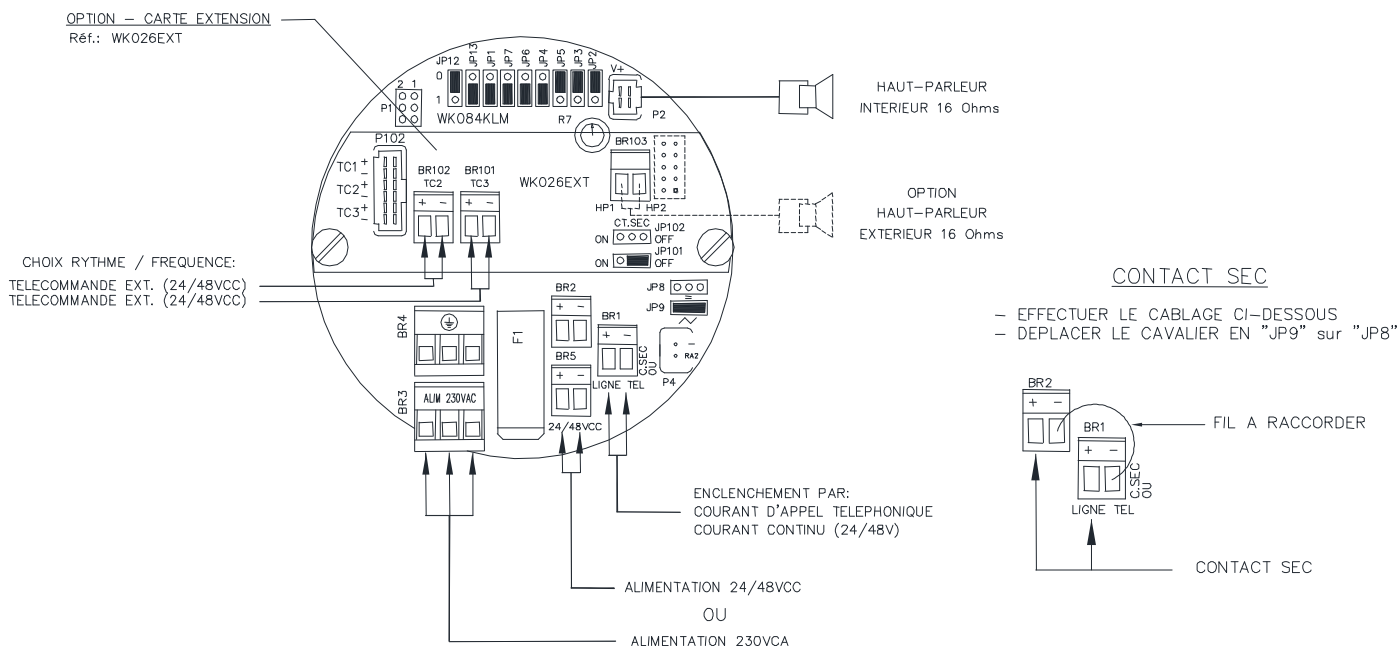 OPTION – CARTE EXTENSION
Réf.: WK026EXT
JP12
JP13
JP1
JP7
JP6
JP4
JP5
JP3
JP2
0
1
V+
2 1
P1
WK084KLM
R7
P2
HAUT–PARLEUR
INTERIEUR 16 Ohms
P102
TC1 + -
TC2 + -
TC3 + -
BR102
TC2
+ -
BR101
TC3
+ -
WK026EXT
BR103
HP1 HP2
OPTION
HAUT–PARLEUR
EXTERIEUR 16 Ohms
CT.SEC
JP102
ON OFF
JP101
ON OFF
CHOIX RYTHME / FREQUENCE:
TELECOMMANDE EXT. (24/48VCC)
TELECOMMANDE EXT. (24/48VCC)
JP8
=
JP9
BR4
F1
BR2
+ -
BR1
+ -
C.SEC
OU
LIGNE TEL
BR5
+ -
24/48VCC
-
RA2
P4
BR3
ALIM 230VAC
ENCLENCHEMENT PAR:
COURANT D'APPEL TELEPHONIQUE
COURANT CONTINU (24/48V)
ALIMENTATION 24/48VCC
OU
ALIMENTATION 230VCA
CONTACT SEC
– EFFECTUER LE CABLAGE CI–DESSOUS
– DEPLACER LE CAVALIER EN "JP9" sur "JP8"
BR2
+ -
BR1
+ -
C.SEC
OU
LIGNE TEL
FIL A RACCORDER
CONTACT SEC